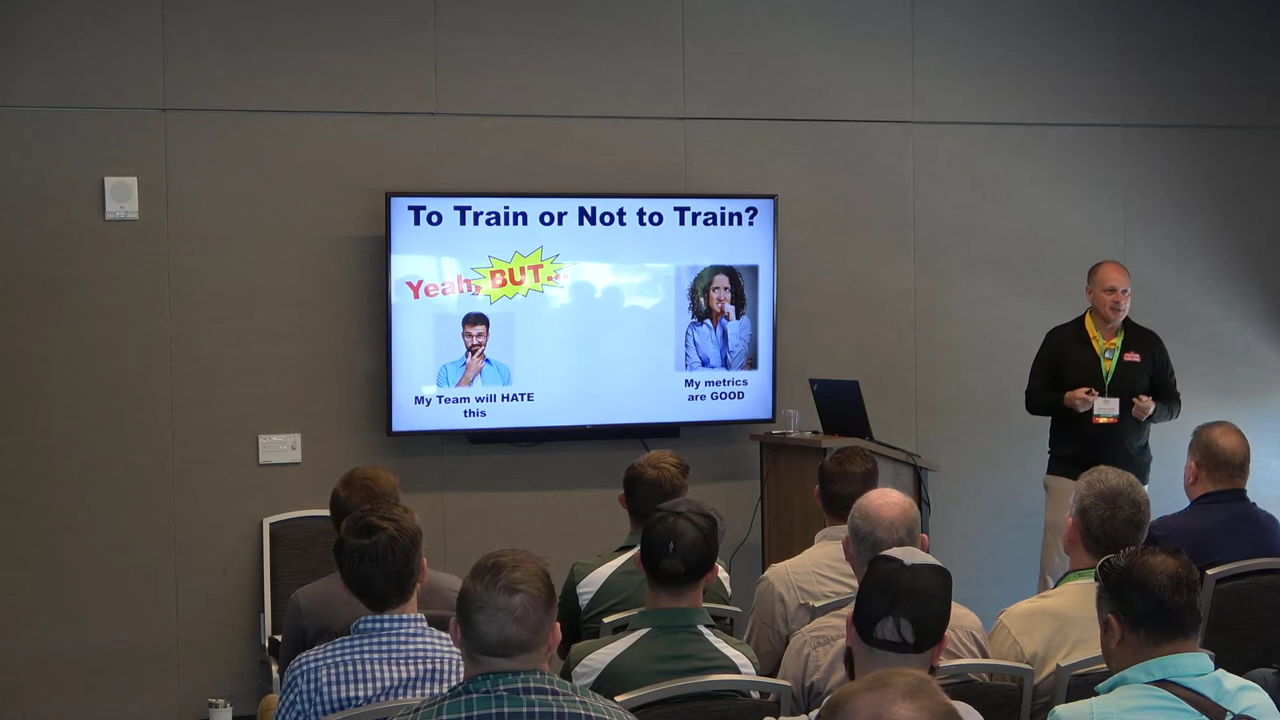 To Train or Not to Train?
Yeah, BUT...
My Team will HATE
this
My metrics
are GOOD